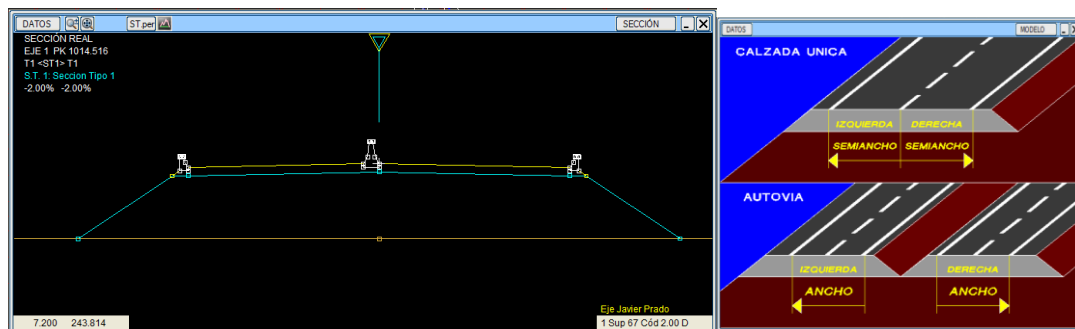 DATOS ST.per SECCIÓN
SECCIÓN REAL
EJE 1 PK 1014.516
T1 <ST1> T1
S.T. 1: Seccion Tipo 1
-2.00% -2.00%
Eje Javier Prado
7.200 243.814
1 Sup 67 Cód 2.00 D
DATOS MODELO
CALZADA UNICA
IZQUIERDA DERECHA
SEMIANCHO SEMIANCHO
AUTOVIA
IZQUIERDA DERECHA
ANCHO ANCHO